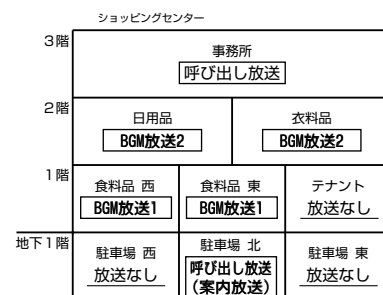 ショッピングセンター
3階
事務所
呼び出し放送
2階
日用品 衣料品
BGM放送2 BGM放送2
1階
食料品 西 食料品 東 テナント
BGM放送1 BGM放送1 放送なし
地下1階
駐車場 西 駐車場 北 駐車場 東
放送なし 呼び出し放送 放送なし
(案内放送)